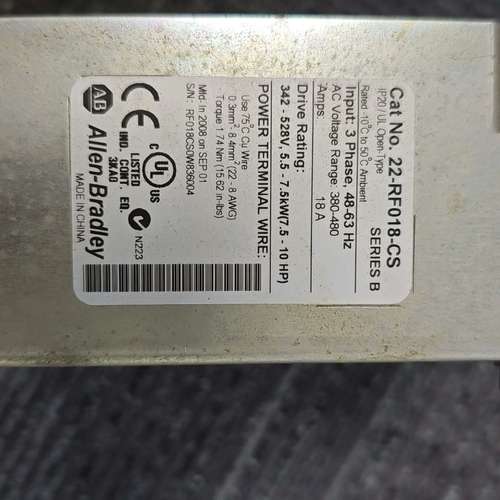 Cat No. 22-RF018-CS
SERIES B
IP20 / UL Open-Type
Rated -10°C to 50°C Ambient
Input: 3 Phase, 48-63 Hz
AC Voltage Range: 380-480
Amps: 18 A
Drive Rating:
342 - 528V, 5.5 - 7.5kW(7.5 - 10 HP)
POWER TERMINAL WIRE:
Use 75°C Cu Wire
0.3mm² 8.4mm² (22 - 8 AWG)
Torque 1.74 Nm (15.62 in-lbs)
Mfd. In 2008 on SEP 01
S/N: RF018CS0W836004
CE
C UL US
LISTED
IND. CONT. EQ.
3KAD
N223
AB Allen-Bradley
MADE IN CHINA